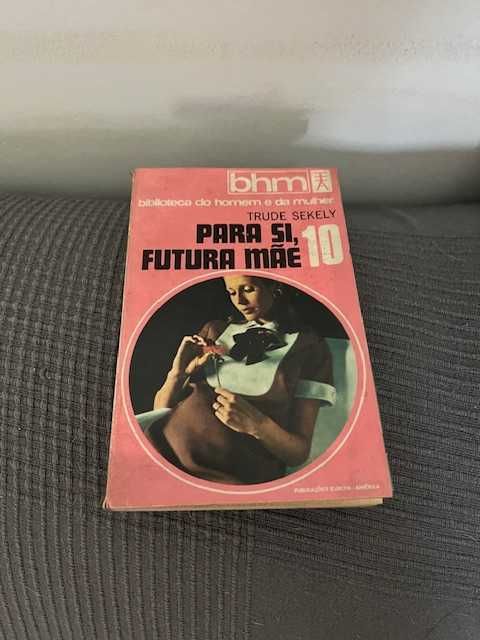 bhm
biblioteca do homem e da mulher
TRUDE SEKELY
PARA SI,
FUTURA MÃE
10
PUBLICAÇÕES EUROPA-AMÉRICA